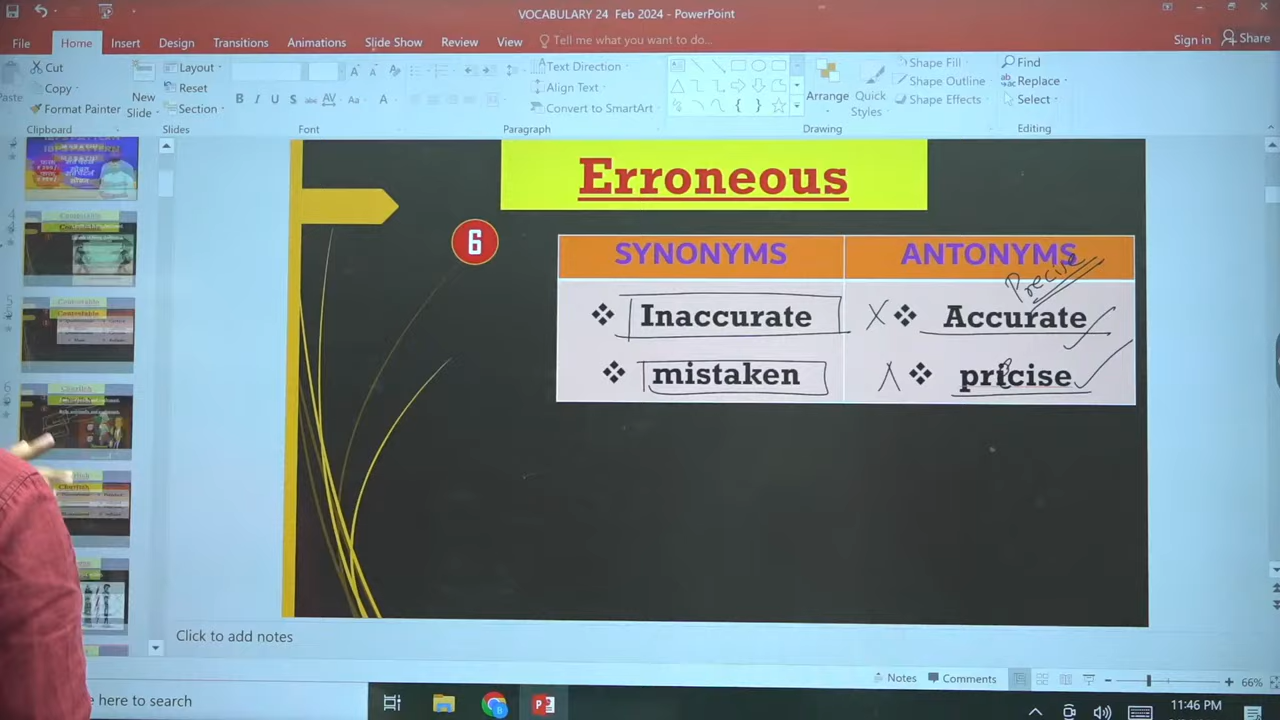 VOCABULARY 24 Feb 2024 - PowerPoint
File Home Insert Design Transitions Animations Slide Show Review View Tell me what you want to do... Sign in Share
Cut
Copy
Format Painter
Paste
Clipboard
New Slide
Layout
Reset
Section
Slides
Font
Text Direction
Align Text
Convert to SmartArt
Paragraph
Arrange
Quick Styles
Shape Fill
Shape Outline
Shape Effects
Drawing
Find
Replace
Select
Editing
4
5
6
Erroneous
6
SYNONYMS ANTONYMS
Precise
Inaccurate Accurate
mistaken pricise
Click to add notes
Notes Comments 66%
here to search
11:46 PM